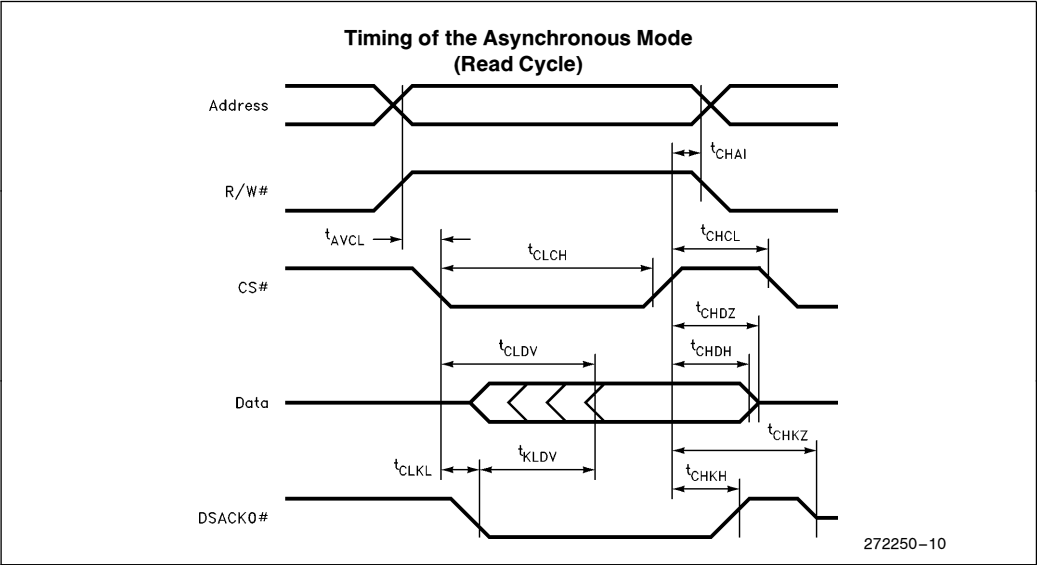 Timing of the Asynchronous Mode
(Read Cycle)
Address
tCHAI
R/W#
tAVCL
tCHCL
tCLCH
CS#
tCHDZ
tCLDV
tCHDH
Data
tCHKZ
tKLDV
tCLKL
tCHKH
DSACK0#
272250–10